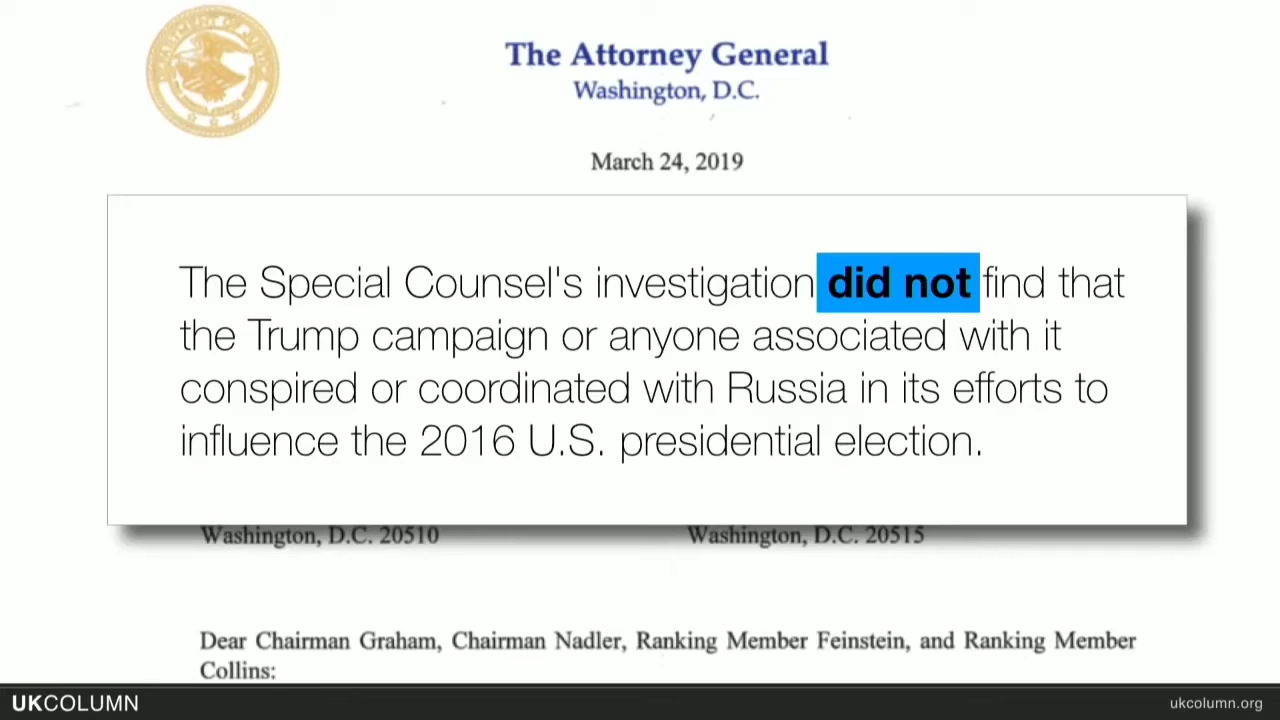 The Attorney General
Washington, D.C.
March 24, 2019
The Special Counsel's investigation did not find that
the Trump campaign or anyone associated with it
conspired or coordinated with Russia in its efforts to
influence the 2016 U.S. presidential election.
Washington, D.C. 20510 Washington, D.C. 20515
Dear Chairman Graham, Chairman Nadler, Ranking Member Feinstein, and Ranking Member
Collins:
UKCOLUMN ukcolumn.org